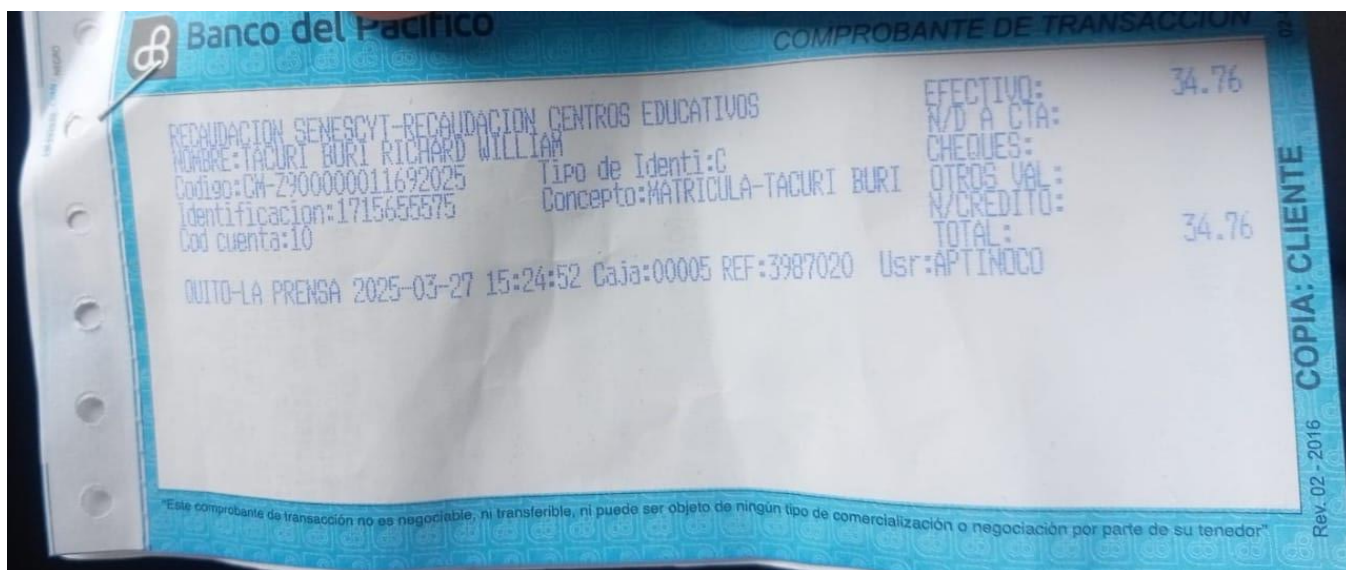 Banco del Pacífico
COMPROBANTE DE TRANSACCIÓN
RECAUDACION SENESCYT-RECAUDACION CENTROS EDUCATIVOS
NOMBRE:TACURI BURI RICHARD WILLIAM
Codigo:CM-Z9000000011692025 Tipo de Identi:C
Identificacion:1715655575 Concepto:MATRICULA-TACURI BURI
Cod cuenta:10
EFECTIVO: 34.76
N/D A CTA:
CHEQUES:
OTROS VAL:
N/CREDITO:
TOTAL: 34.76
QUITO-LA PRENSA 2025-03-27 15:24:52 Caja:00005 REF:3987020 Usr:APTINOCO
"Este comprobante de transacción no es negociable, ni transferible, ni puede ser objeto de ningún tipo de comercialización o negociación por parte de su tenedor"
Rev. 02 - 2016 COPIA: CLIENTE